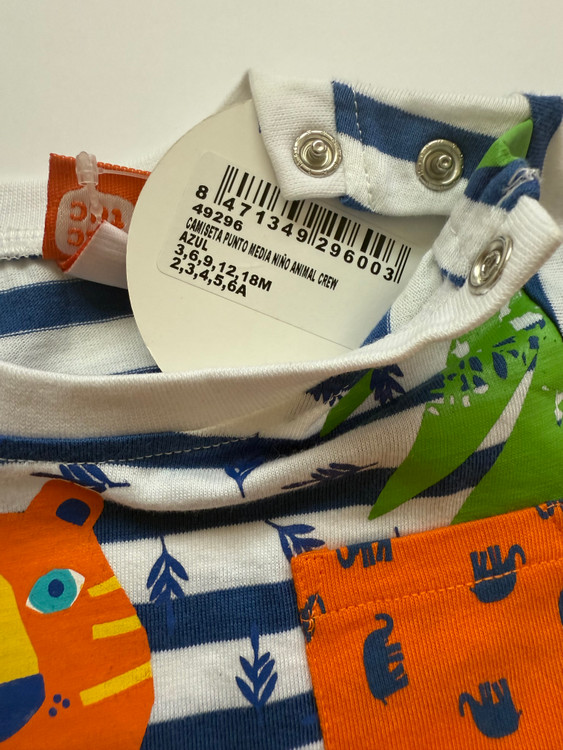 8 471349 296003
49296
CAMISETA PUNTO MEDIA NIÑO ANIMAL CREW
AZUL
3,6,9,12,18M
2,3,4,5,6A